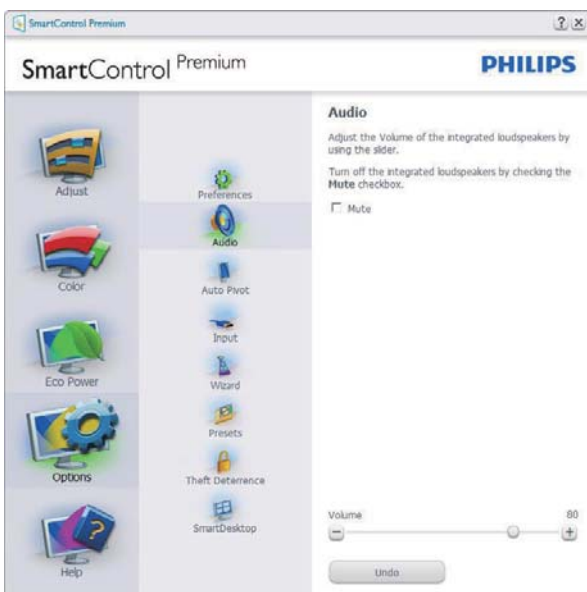 SmartControl Premium
SmartControl Premium
PHILIPS
Adjust
Color
Eco Power
Options
Help
Preferences
Audio
Auto Pivot
Input
Wizard
Presets
Theft Deterrence
SmartDesktop
Audio
Adjust the Volume of the integrated loudspeakers by
using the slider.
Turn off the integrated loudspeakers by checking the
Mute checkbox.
Mute
Volume 80
Undo